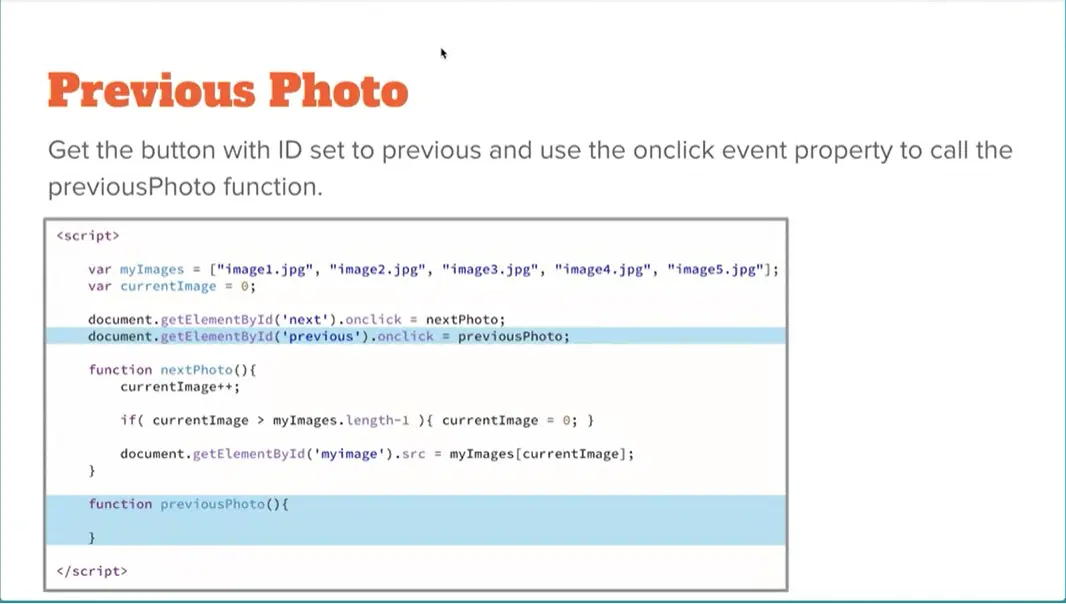 Previous Photo
Get the button with ID set to previous and use the onclick event property to call the
previousPhoto function.
<script>
var myImages = ["image1.jpg", "image2.jpg", "image3.jpg", "image4.jpg", "image5.jpg"];
var currentImage = 0;
document.getElementById('next').onclick = nextPhoto;
document.getElementById('previous').onclick = previousPhoto;
function nextPhoto(){
currentImage++;
if( currentImage > myImages.length-1 ){ currentImage = 0; }
document.getElementById('myimage').src = myImages[currentImage];
}
function previousPhoto(){
}
</script>